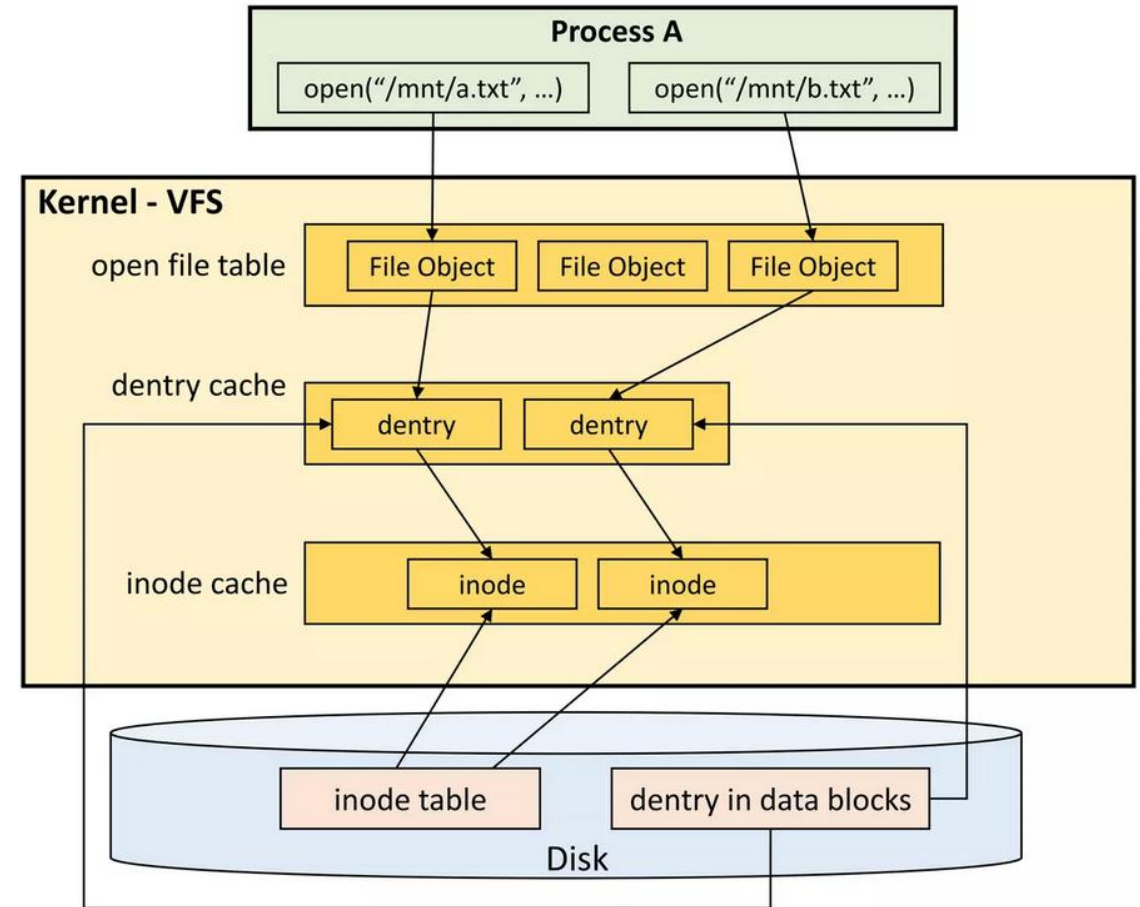 Process A
open(“/mnt/a.txt”, ...)
open(“/mnt/b.txt”, ...)
Kernel - VFS
open file table
File Object
File Object
File Object
dentry cache
dentry
dentry
inode cache
inode
inode
inode table
dentry in data blocks
Disk